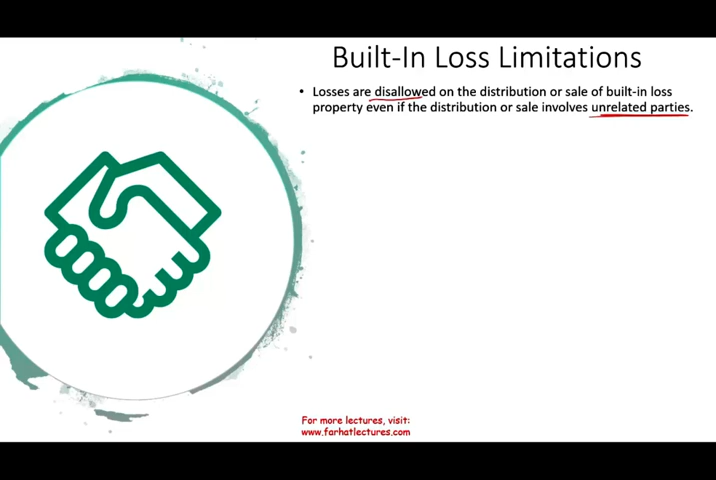 Built-In Loss Limitations
• Losses are disallowed on the distribution or sale of built-in loss
property even if the distribution or sale involves unrelated parties.
For more lectures, visit:
www.farhatlectures.com